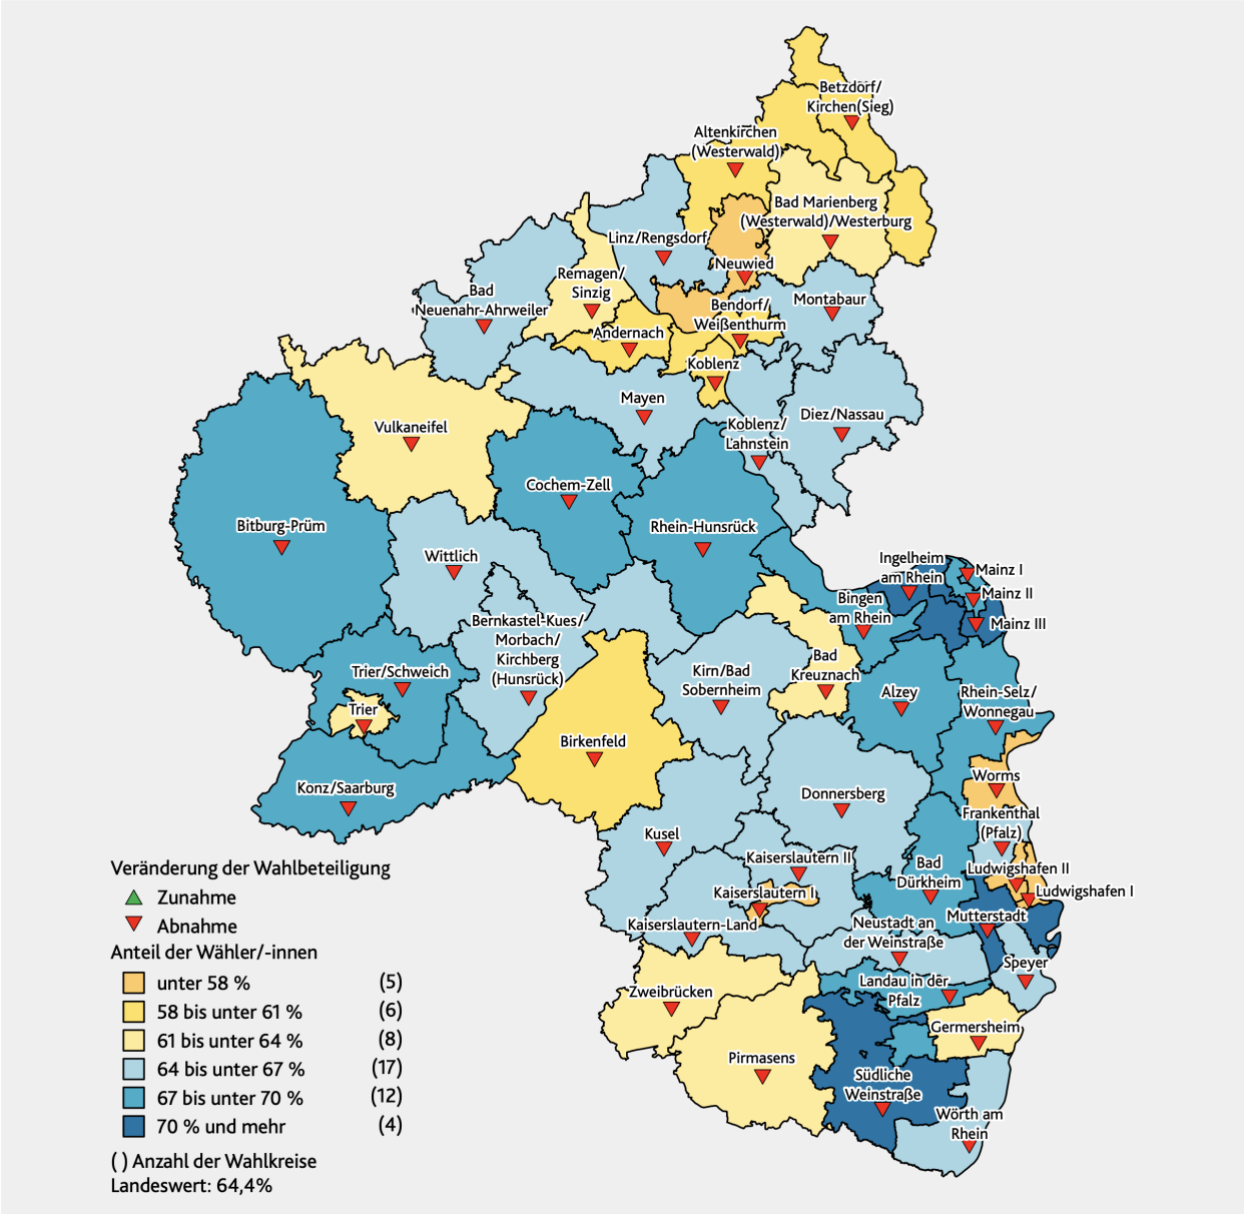 Betzdorf/
Kirchen(Sieg)
Altenkirchen
(Westerwald)
Bad Marienberg
(Westerwald)/Westerburg
Linz/Rengsdorf
Neuwied
Remagen/
Sinzig
Bad
Neuenahr-Ahrweiler
Bendorf/
Weißenthurm
Montabaur
Andernach
Koblenz
Mayen
Diez/Nassau
Koblenz/
Lahnstein
Vulkaneifel
Cochem-Zell
Bitburg-Prüm
Rhein-Hunsrück
Wittlich
Ingelheim
am Rhein
Mainz I
Mainz II
Mainz III
Bingen
am Rhein
Bernkastel-Kues/
Morbach/
Kirchberg
(Hunsrück)
Trier/Schweich
Trier
Kirn/Bad
Sobernheim
Bad
Kreuznach
Alzey
Rhein-Selz/
Wonnegau
Birkenfeld
Konz/Saarburg
Donnersberg
Worms
Frankenthal
(Pfalz)
Kusel
Kaiserslautern II
Bad
Dürkheim
Ludwigshafen II
Ludwigshafen I
Kaiserslautern I
Kaiserslautern-Land
Neustadt an
der Weinstraße
Mutterstadt
Speyer
Landau in der
Pfalz
Zweibrücken
Germersheim
Pirmasens
Südliche
Weinstraße
Wörth am
Rhein
Veränderung der Wahlbeteiligung
Zunahme
Abnahme
Anteil der Wähler/-innen
unter 58 % (5)
58 bis unter 61 % (6)
61 bis unter 64 % (8)
64 bis unter 67 % (17)
67 bis unter 70 % (12)
70 % und mehr (4)
( ) Anzahl der Wahlkreise
Landeswert: 64,4%